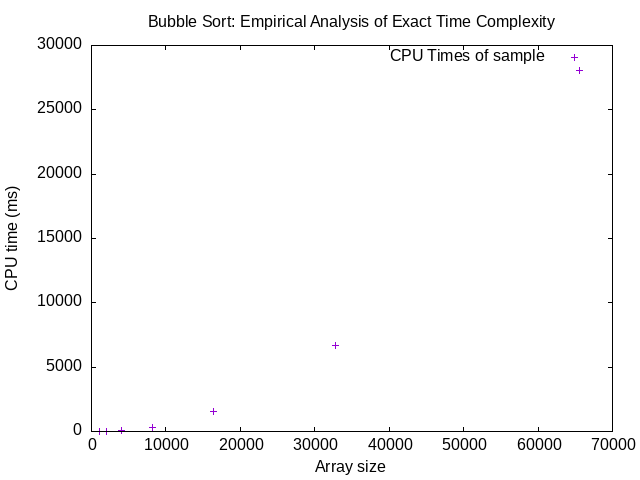 Bubble Sort: Empirical Analysis of Exact Time Complexity
30000
CPU Times of sample
25000
20000
15000
10000
5000
0
CPU time (ms)
0 10000 20000 30000 40000 50000 60000 70000
Array size